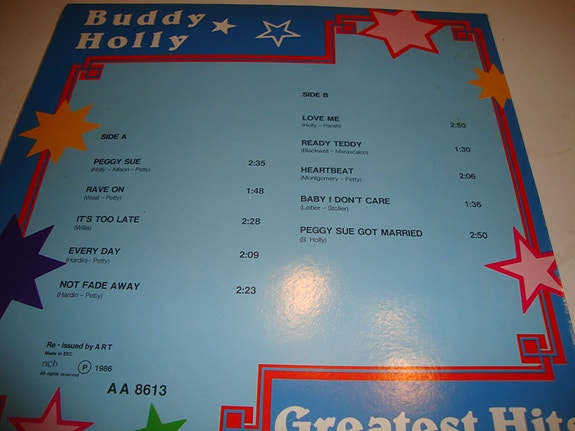 Buddy
Holly
SIDE A
PEGGY SUE 2:35
(Holly - Allison - Petty)
RAVE ON 1:48
(West - Petty)
IT'S TOO LATE 2:28
(Willis)
EVERY DAY 2:09
(Hardin - Petty)
NOT FADE AWAY 2:23
(Hardin - Petty)
SIDE B
LOVE ME 2:50
(Holly - Parish)
READY TEDDY 1:30
(Blackwell - Marascalco)
HEARTBEAT 2:06
(Montgomery - Petty)
BABY I DON'T CARE 1:36
(Leiber - Stoller)
PEGGY SUE GOT MARRIED 2:50
(B. Holly)
Re - issued by ART
Made in EEC
ncb P 1986
All rights reserved
AA 8613
Greatest Hits